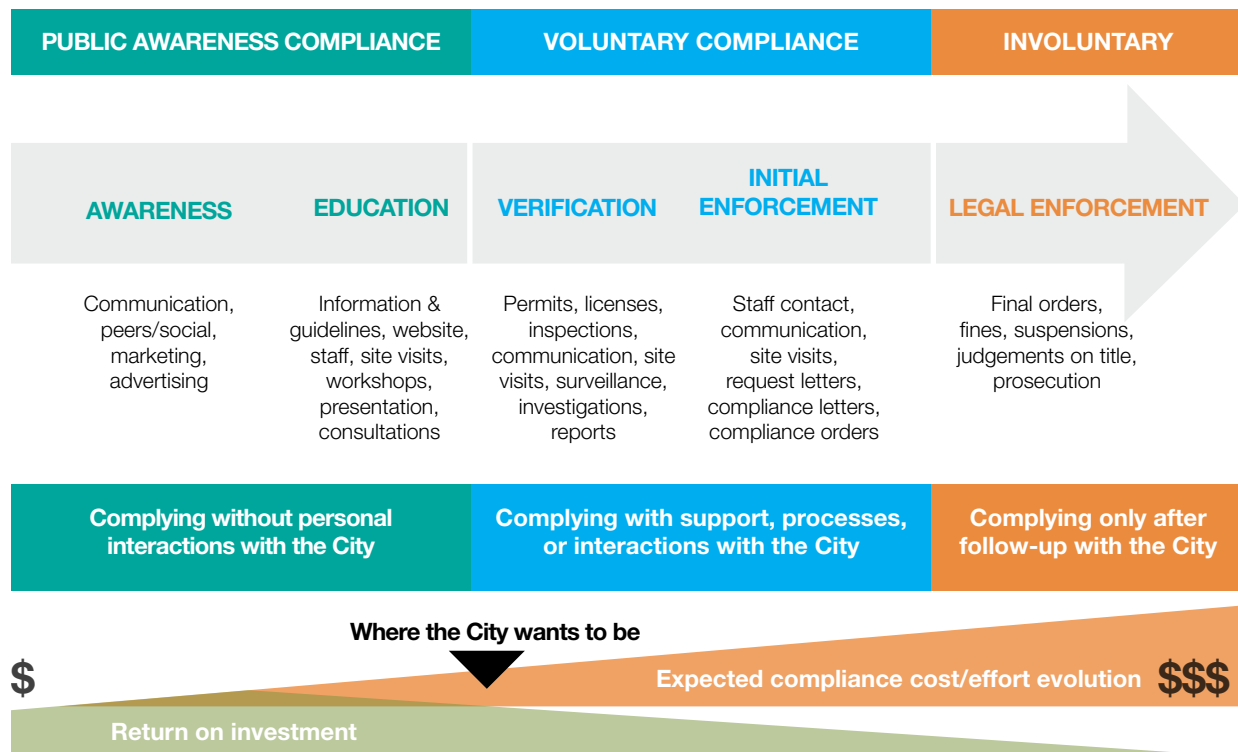 PUBLIC AWARENESS COMPLIANCE
VOLUNTARY COMPLIANCE
INVOLUNTARY
AWARENESS
EDUCATION
VERIFICATION
INITIAL
ENFORCEMENT
LEGAL ENFORCEMENT
Communication,
peers/social,
marketing,
advertising
Information &
guidelines, website,
staff, site visits,
workshops,
presentation,
consultations
Permits, licenses,
inspections,
communication, site
visits, surveillance,
investigations,
reports
Staff contact,
communication,
site visits,
request letters,
compliance letters,
compliance orders
Final orders,
fines, suspensions,
judgements on title,
prosecution
Complying without personal
interactions with the City
Complying with support, processes,
or interactions with the City
Complying only after
follow-up with the City
Where the City wants to be
$
Expected compliance cost/effort evolution
$$$
Return on investment